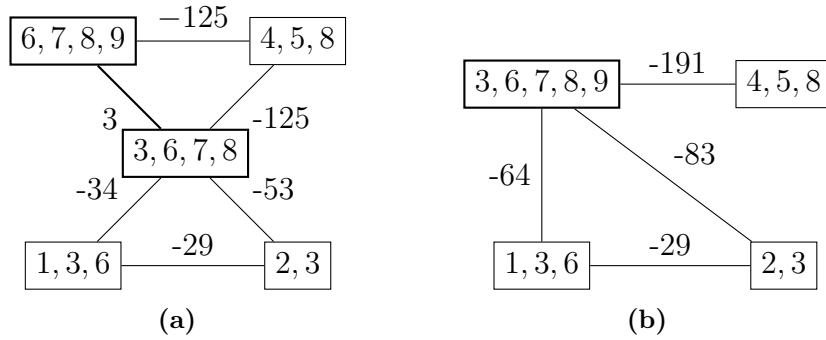 −125
6, 7, 8, 9
4, 5, 8
3
-125
3, 6, 7, 8
-34
-53
-29
1, 3, 6
2, 3
(a)
-191
3, 6, 7, 8, 9
4, 5, 8
-64
-83
-29
1, 3, 6
2, 3
(b)